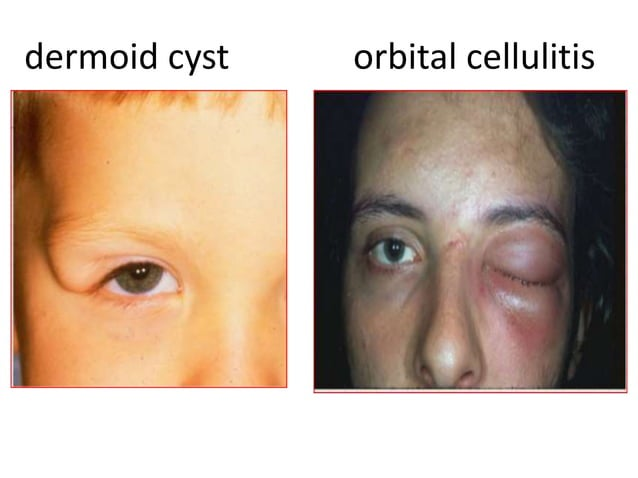 dermoid cyst
orbital cellulitis